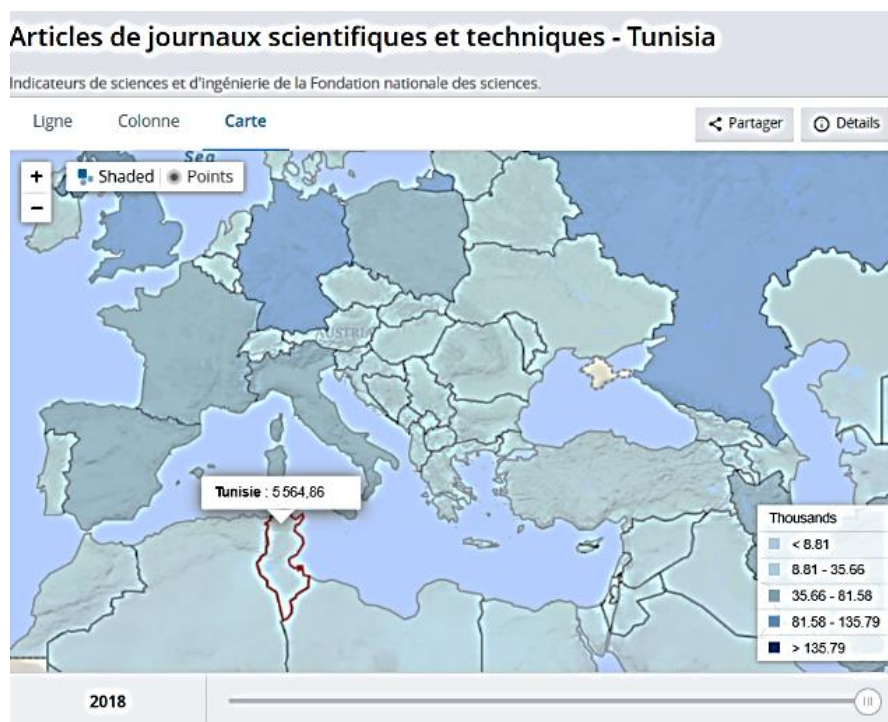 Articles de journaux scientifiques et techniques - Tunisia
Indicateurs de sciences et d'ingénierie de la Fondation nationale des sciences.
Ligne Colonne Carte Partager Détails
Sea
+ Shaded Points
−
AUSTRIA
Tunisie : 5 564,86
Thousands
< 8.81
8.81 - 35.66
35.66 - 81.58
81.58 - 135.79
> 135.79
2018